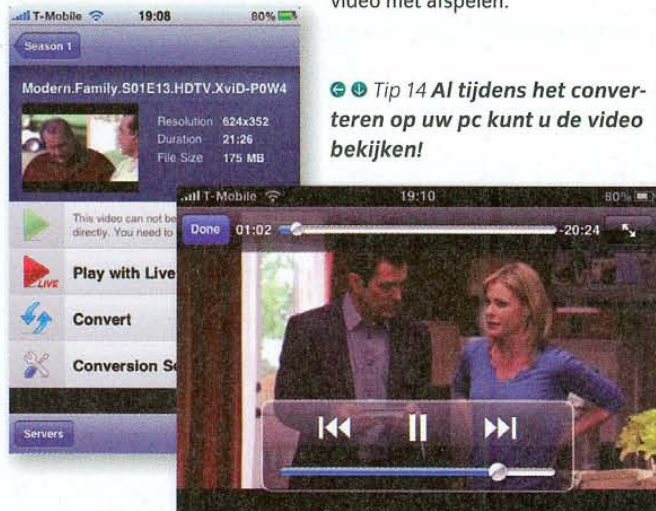 video met afspelen.
Tip 14 Al tijdens het conver-
teren op uw pc kunt u de video
bekijken!
T-Mobile 19:08 80%
Season 1
Modern.Family.S01E13.HDTV.XviD-P0W4
Resolution 624x352
Duration 21:26
File Size 175 MB
This video can not be
directly. You need to
LIVE
Play with Live
Convert
Conversion Se
Servers
T-Mobile 19:10 80%
Done 01:02 -20:24